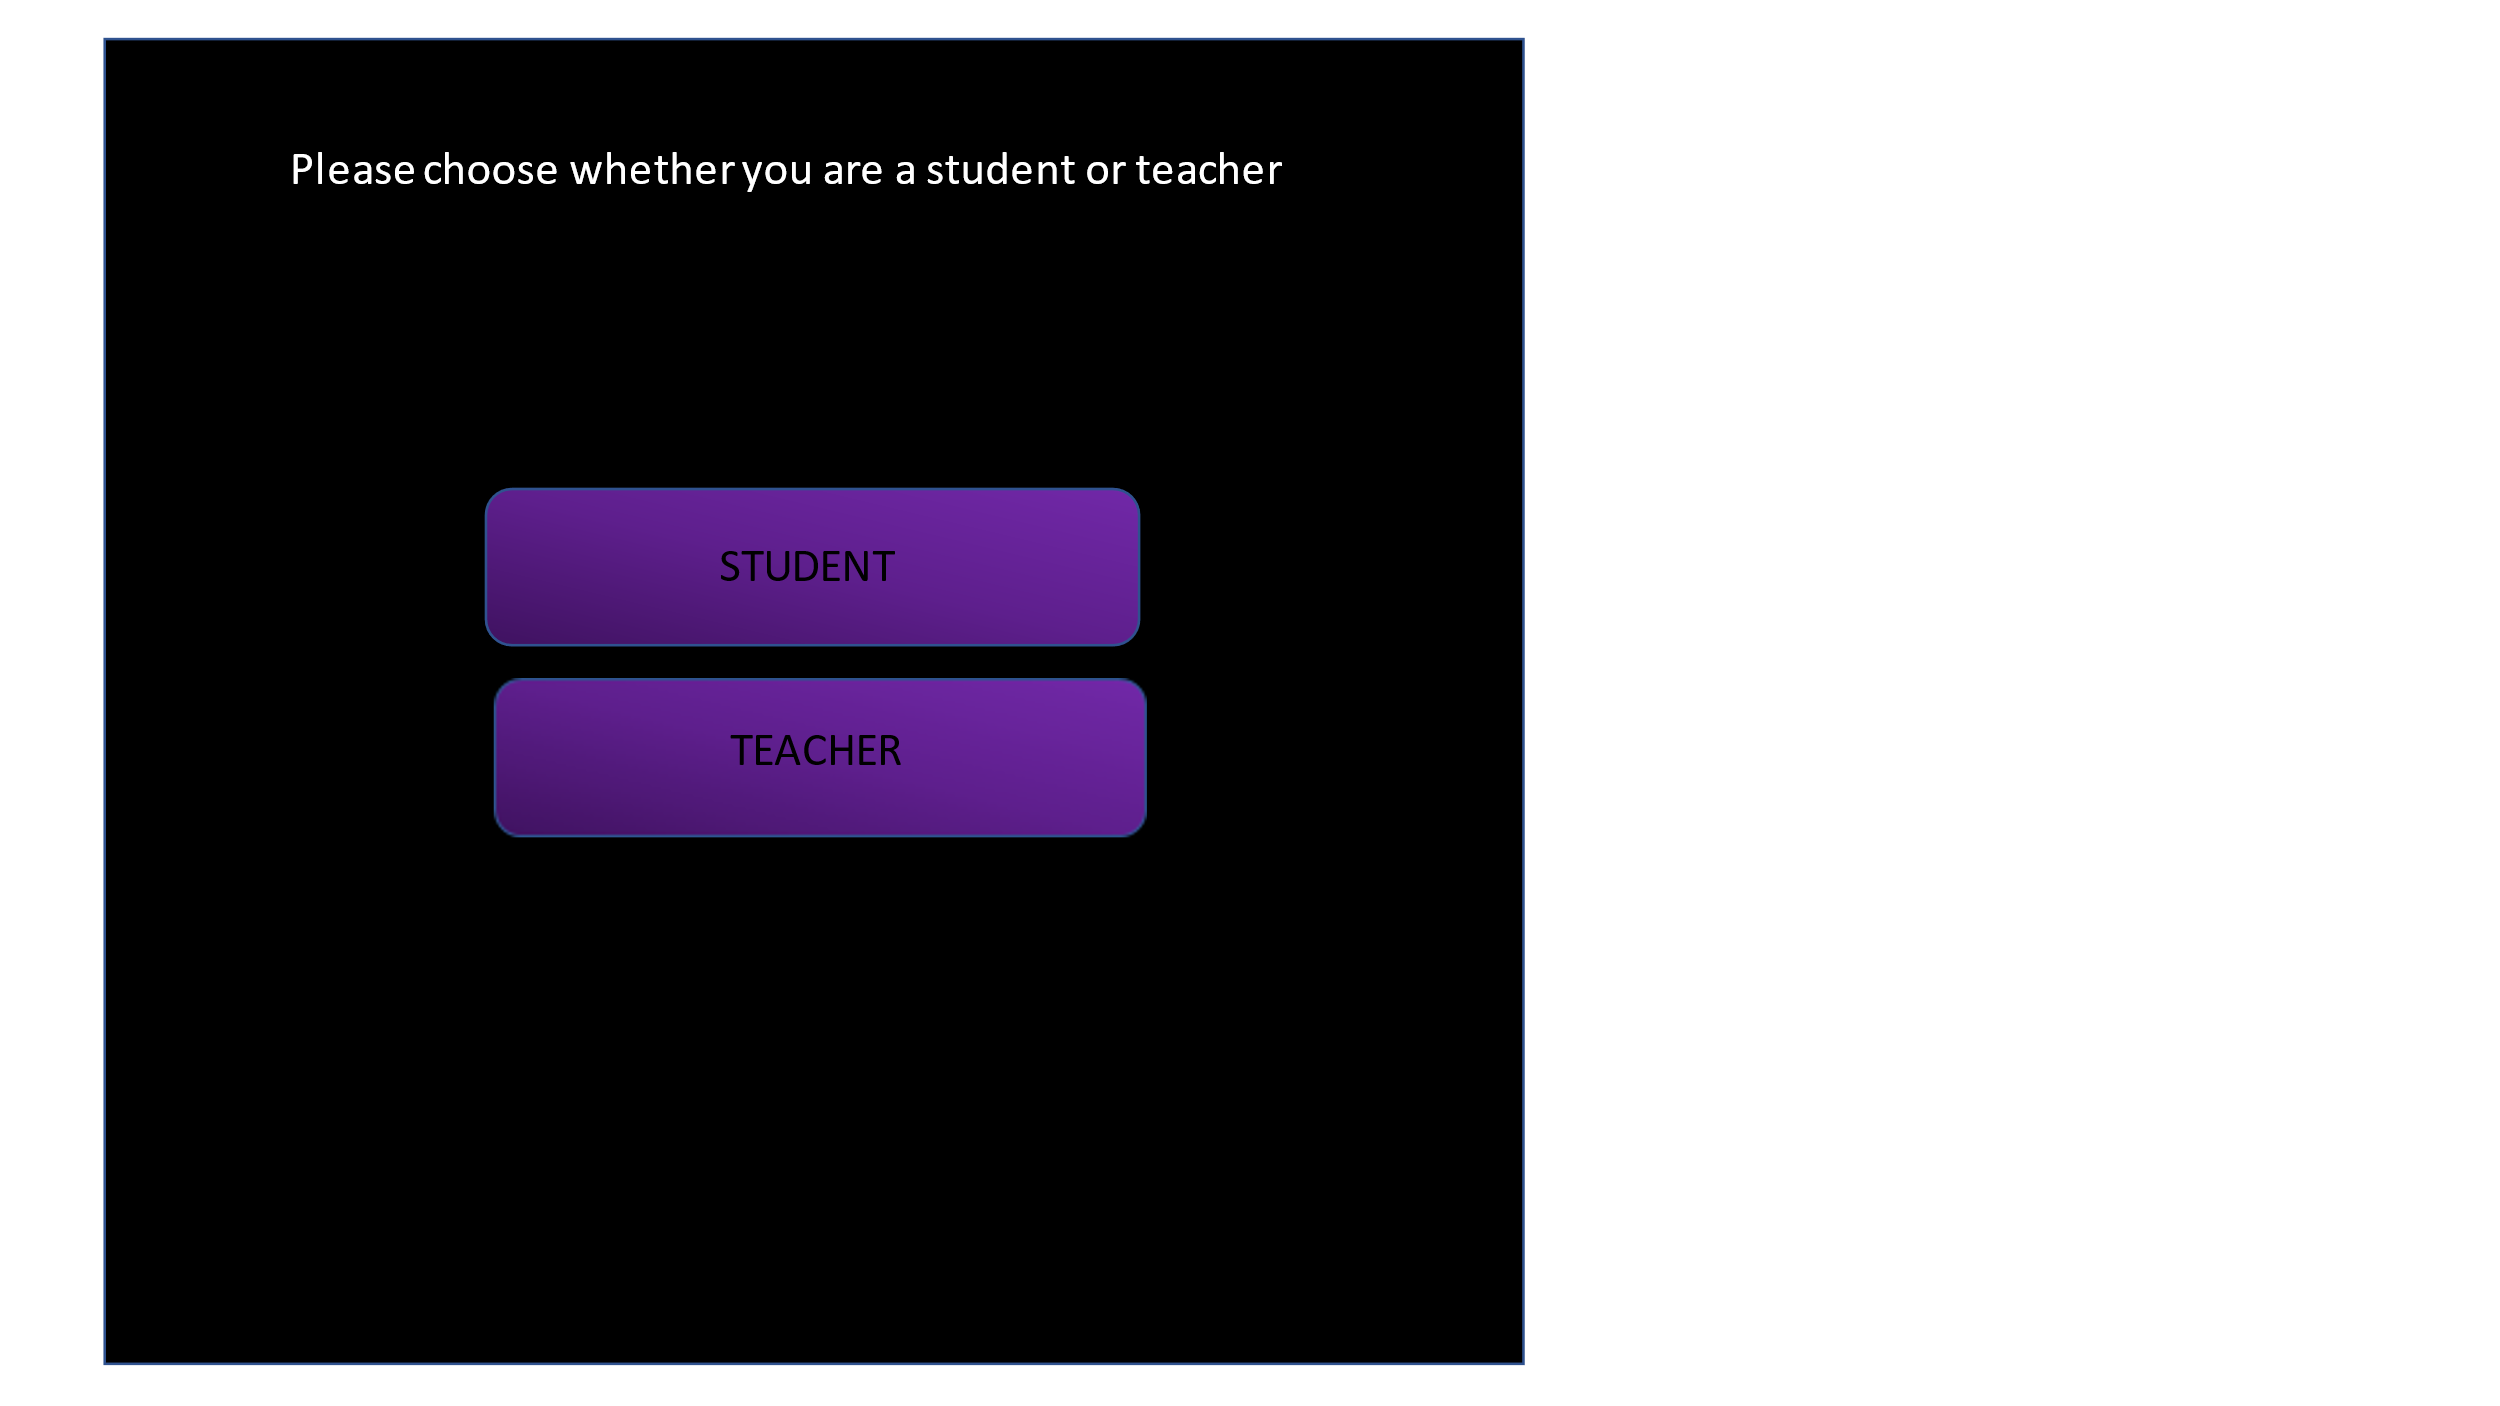 Please choose whether you are a student or teacher
STUDENT
TEACHER